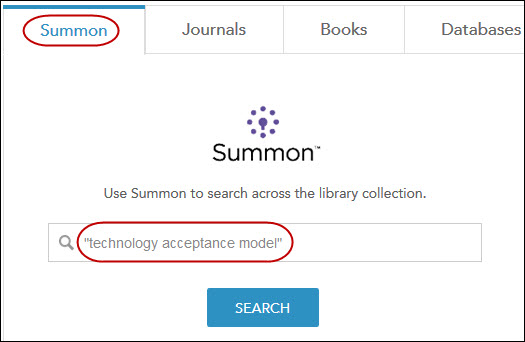 Summon Journals Books Databases
Summon™
Use Summon to search across the library collection.
"technology acceptance model"
SEARCH